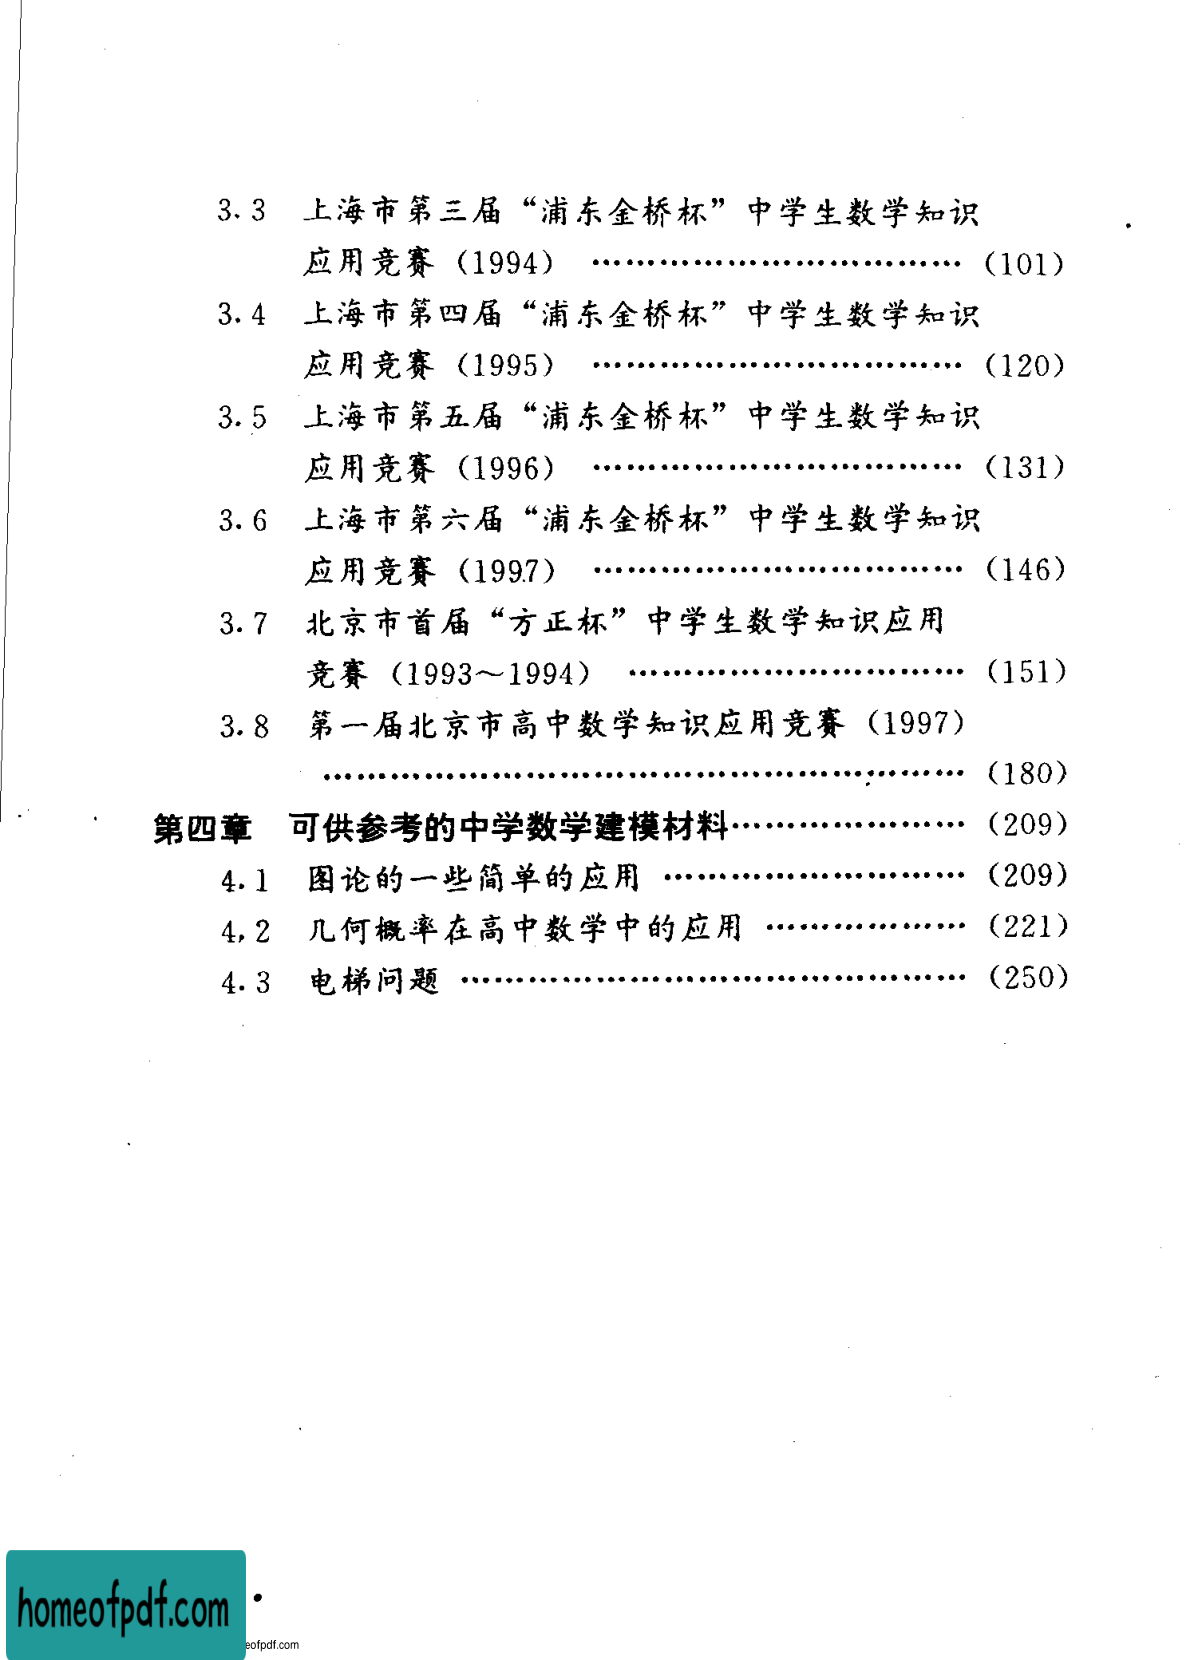 3.3 上海市第三届“浦东金桥杯”中学生数学知识
应用竞赛（1994） ……………………………（101）
3.4 上海市第四届“浦东金桥杯”中学生数学知识
应用竞赛（1995） ……………………………（120）
3.5 上海市第五届“浦东金桥杯”中学生数学知识
应用竞赛（1996） ……………………………（131）
3.6 上海市第六届“浦东金桥杯”中学生数学知识
应用竞赛（1997） ……………………………（146）
3.7 北京市首届“方正杯”中学生数学知识应用
竞赛（1993～1994） …………………………（151）
3.8 第一届北京市高中数学知识应用竞赛（1997）
…………………………………………………（180）
第四章 可供参考的中学数学建模材料…………………（209）
4.1 图论的一些简单的应用 ………………………（209）
4.2 几何概率在高中数学中的应用 ………………（221）
4.3 电梯问题 ………………………………………（250）
homeofpdf.com
eofpdf.com